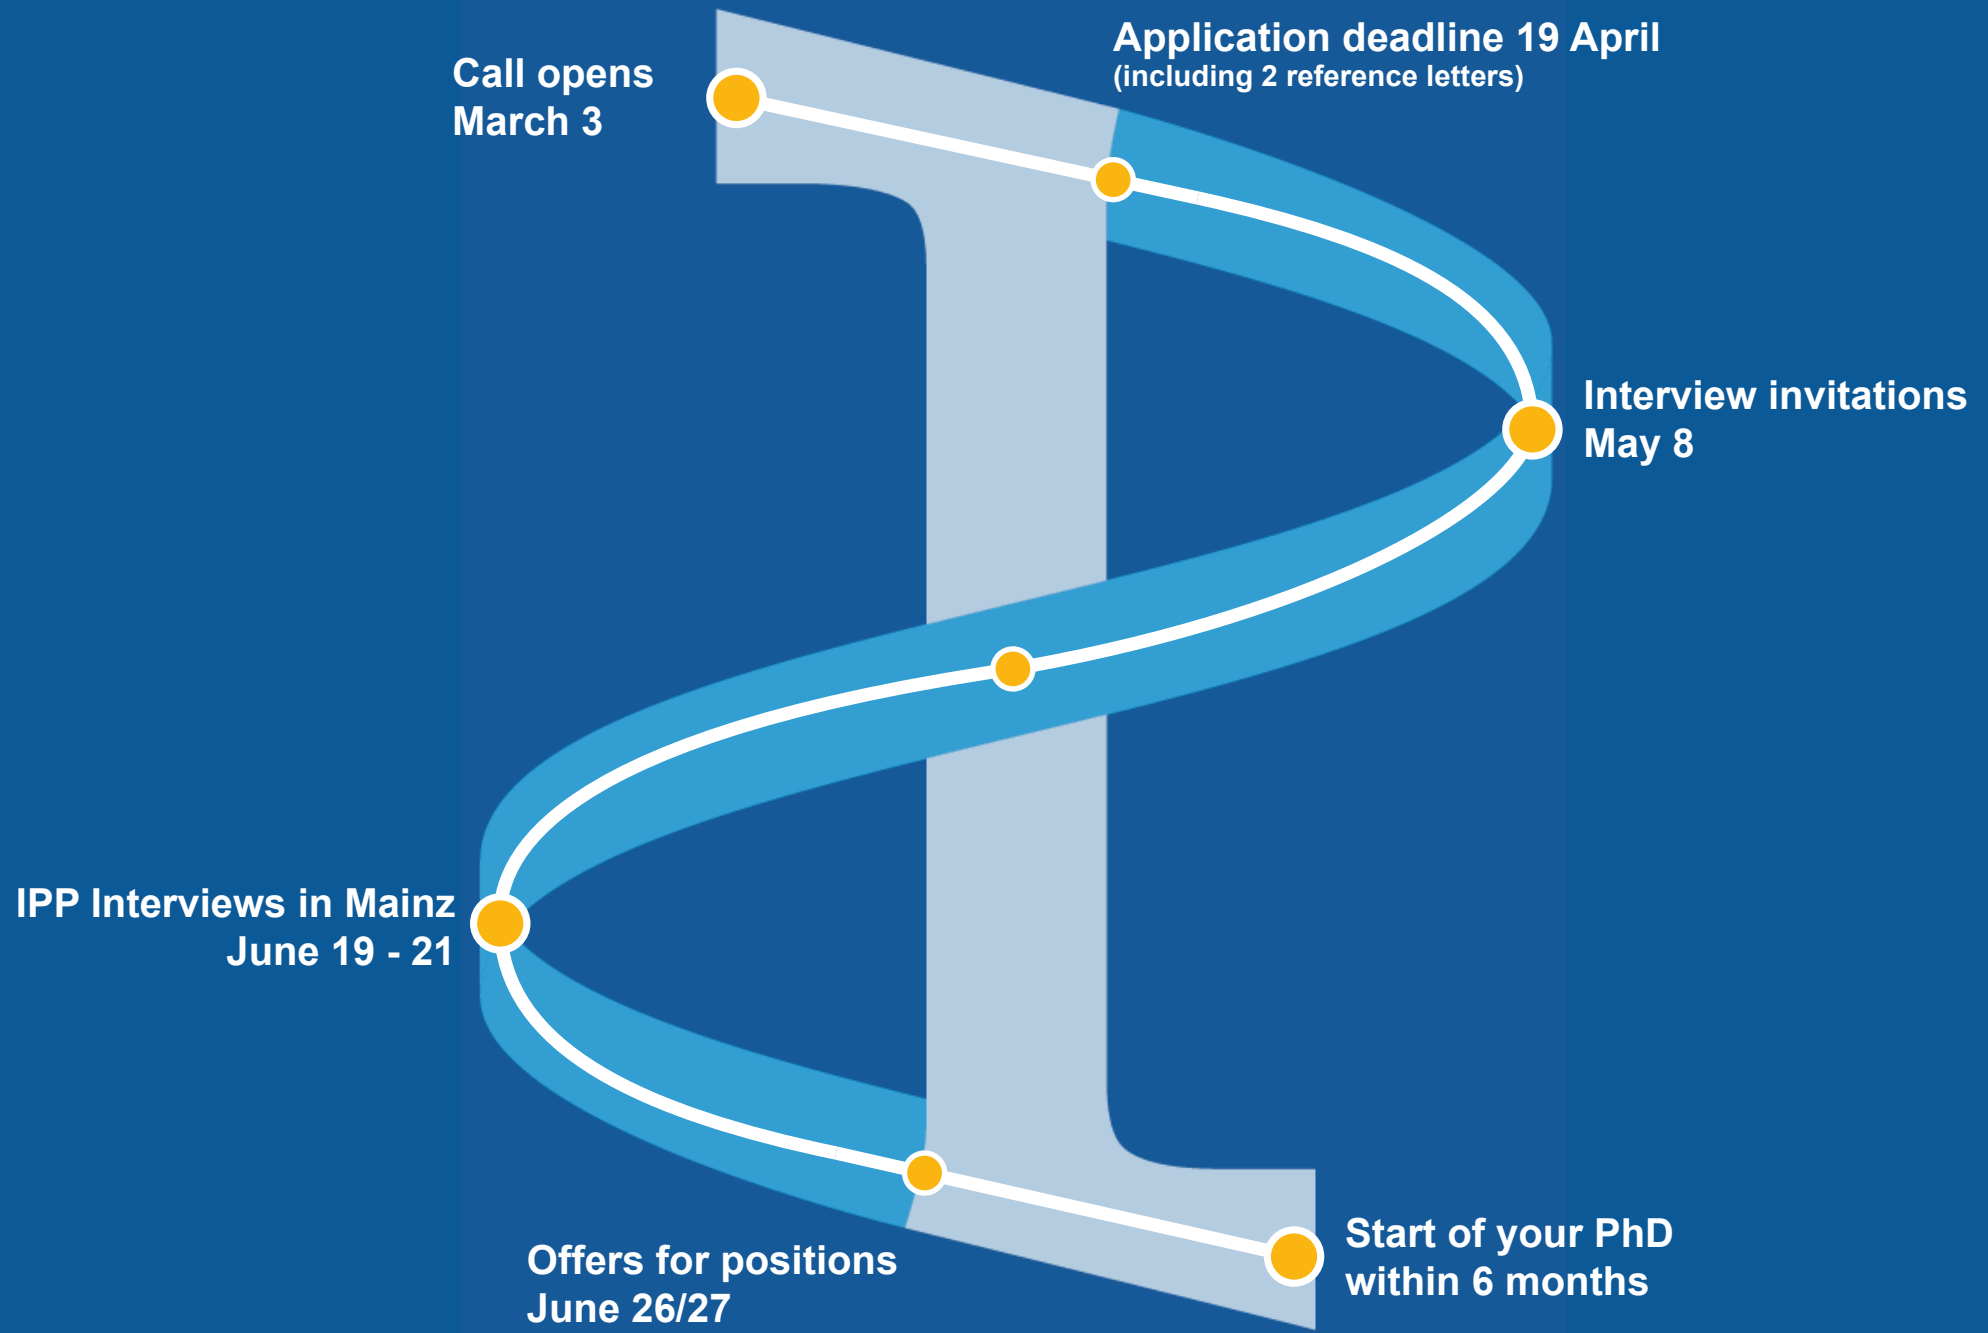 Call opens
March 3
Application deadline 19 April
(including 2 reference letters)
Interview invitations
May 8
IPP Interviews in Mainz
June 19 - 21
Offers for positions
June 26/27
Start of your PhD
within 6 months